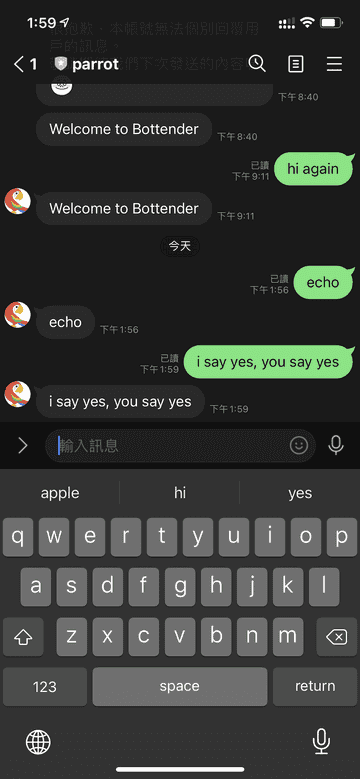 1:59
很抱歉，本帳號無法個別回覆用
戶的訊息。
們下次發送的內容
1 parrot
下午8:40
Welcome to Bottender
下午8:40
hi again
已讀
下午9:11
Welcome to Bottender
下午9:11
今天
echo
已讀
下午1:56
echo
下午1:56
i say yes, you say yes
已讀
下午1:59
i say yes, you say yes
下午1:59
輸入訊息
apple hi yes
q w e r t y u i o p
a s d f g h j k l
z x c v b n m
123 space return